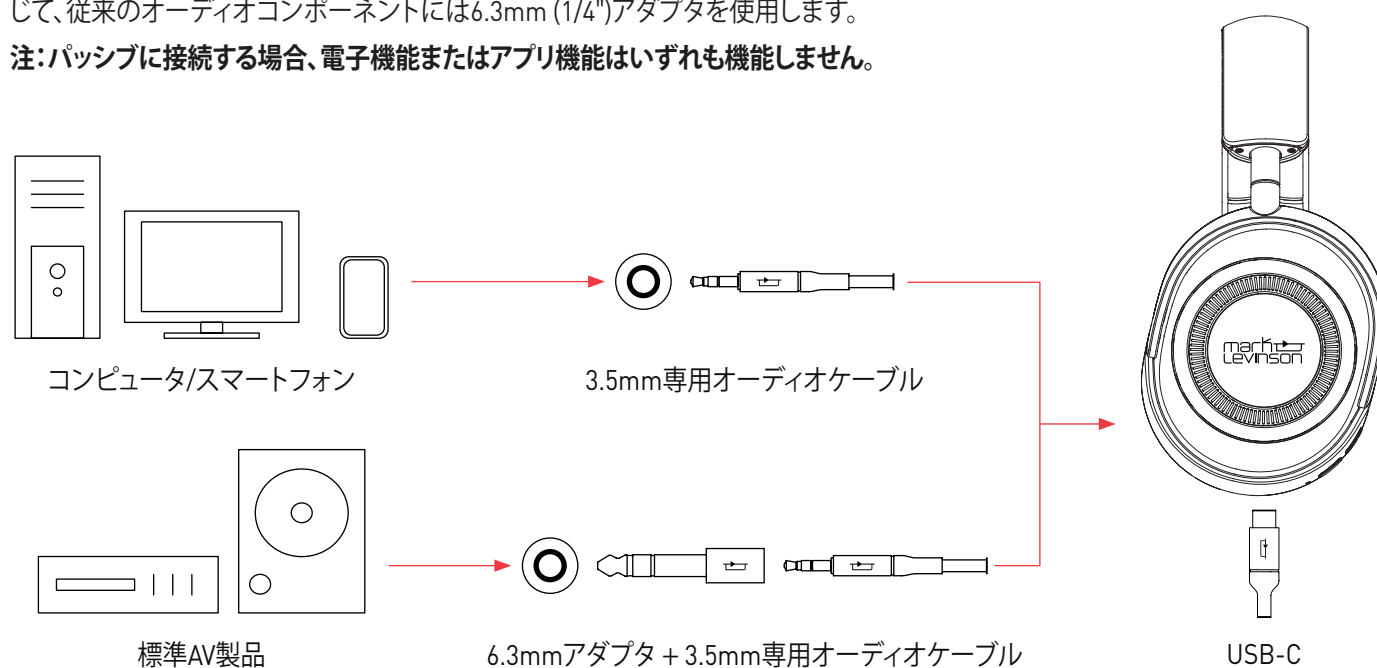 じて、従来のオーディオコンポーネントには6.3mm (1/4")アダプタを使用します。
注：パッシブに接続する場合、電子機能またはアプリ機能はいずれも機能しません。
mark
Levinson
コンピュータ/スマートフォン
3.5mm専用オーディオケーブル
標準AV製品
6.3mmアダプタ + 3.5mm専用オーディオケーブル
USB-C